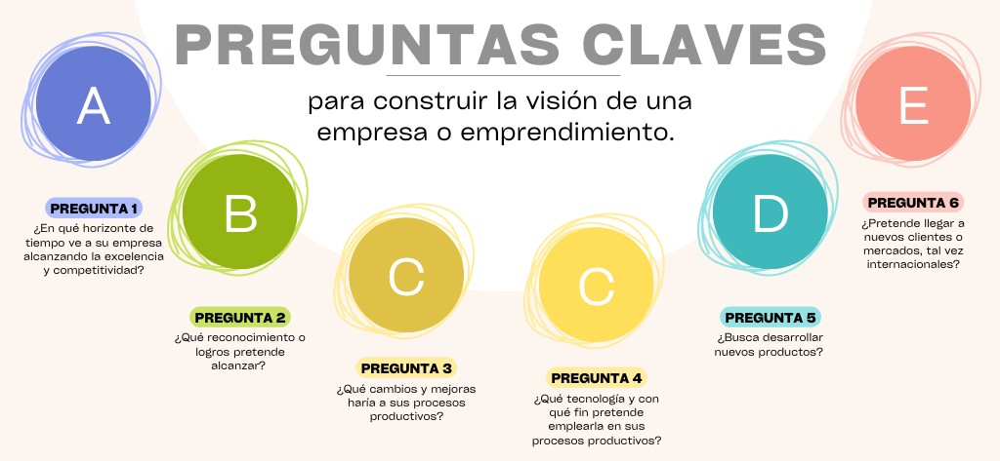 PREGUNTAS CLAVES
para construir la visión de una
empresa o emprendimiento.
A
PREGUNTA 1
¿En qué horizonte de
tiempo ve a su empresa
alcanzando la excelencia
y competitividad?
B
PREGUNTA 2
¿Qué reconocimiento o
logros pretende
alcanzar?
C
PREGUNTA 3
¿Qué cambios y mejoras
haría a sus procesos
productivos?
C
PREGUNTA 4
¿Qué tecnología y con
qué fin pretende
emplearla en sus
procesos productivos?
D
PREGUNTA 5
¿Busca desarrollar
nuevos productos?
E
PREGUNTA 6
¿Pretende llegar a
nuevos clientes o
mercados, tal vez
internacionales?